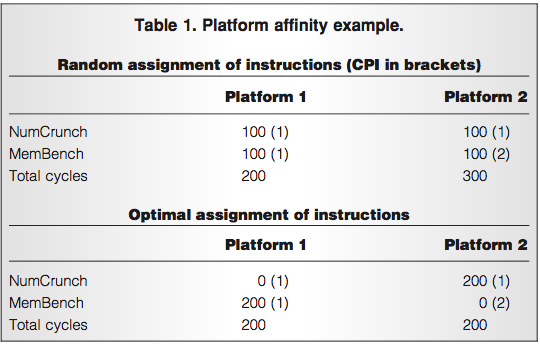 Table 1. Platform affinity example.
Random assignment of instructions (CPI in brackets)
Platform 1 Platform 2
NumCrunch 100 (1) 100 (1)
MemBench 100 (1) 100 (2)
Total cycles 200 300
Optimal assignment of instructions
Platform 1 Platform 2
NumCrunch 0 (1) 200 (1)
MemBench 200 (1) 0 (2)
Total cycles 200 200